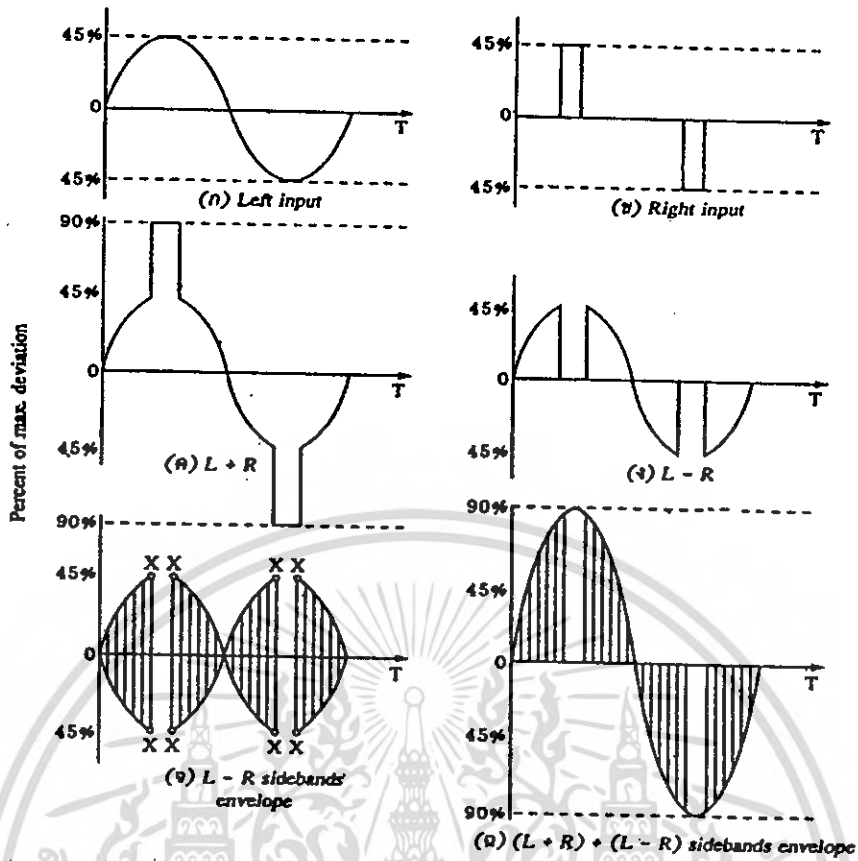 45%
0
T
45%
(ก) Left input
45%
0
T
45%
(ข) Right input
Percent of max. deviation
90%
45%
0
T
45%
90%
(ค) L + R
45%
0
T
45%
(ง) L - R
45%
X X X X
0
T
45%
X X X X
(จ) L - R sidebands'
envelope
90%
45%
0
T
45%
90%
(ฉ) (L + R) + (L - R) sidebands envelope